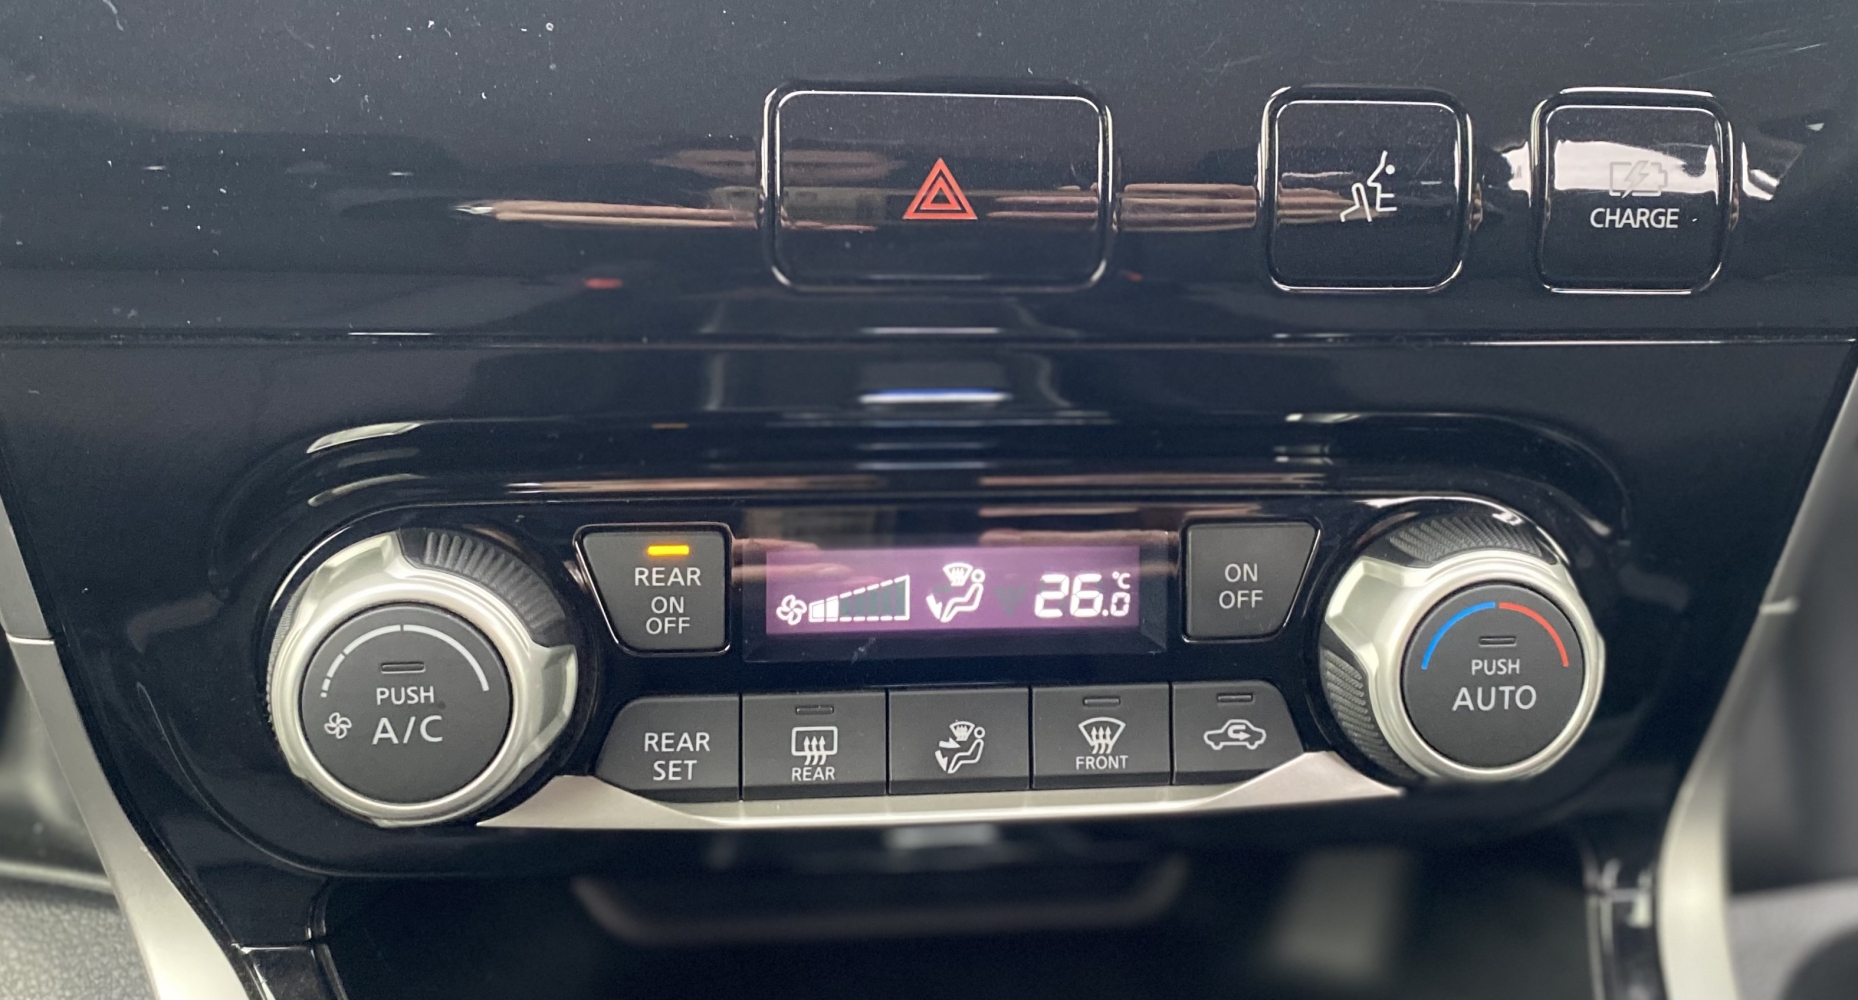 CHARGE
REAR
ON
OFF
26.0°C
ON
OFF
PUSH
A/C
PUSH
AUTO
REAR
SET
REAR
FRONT